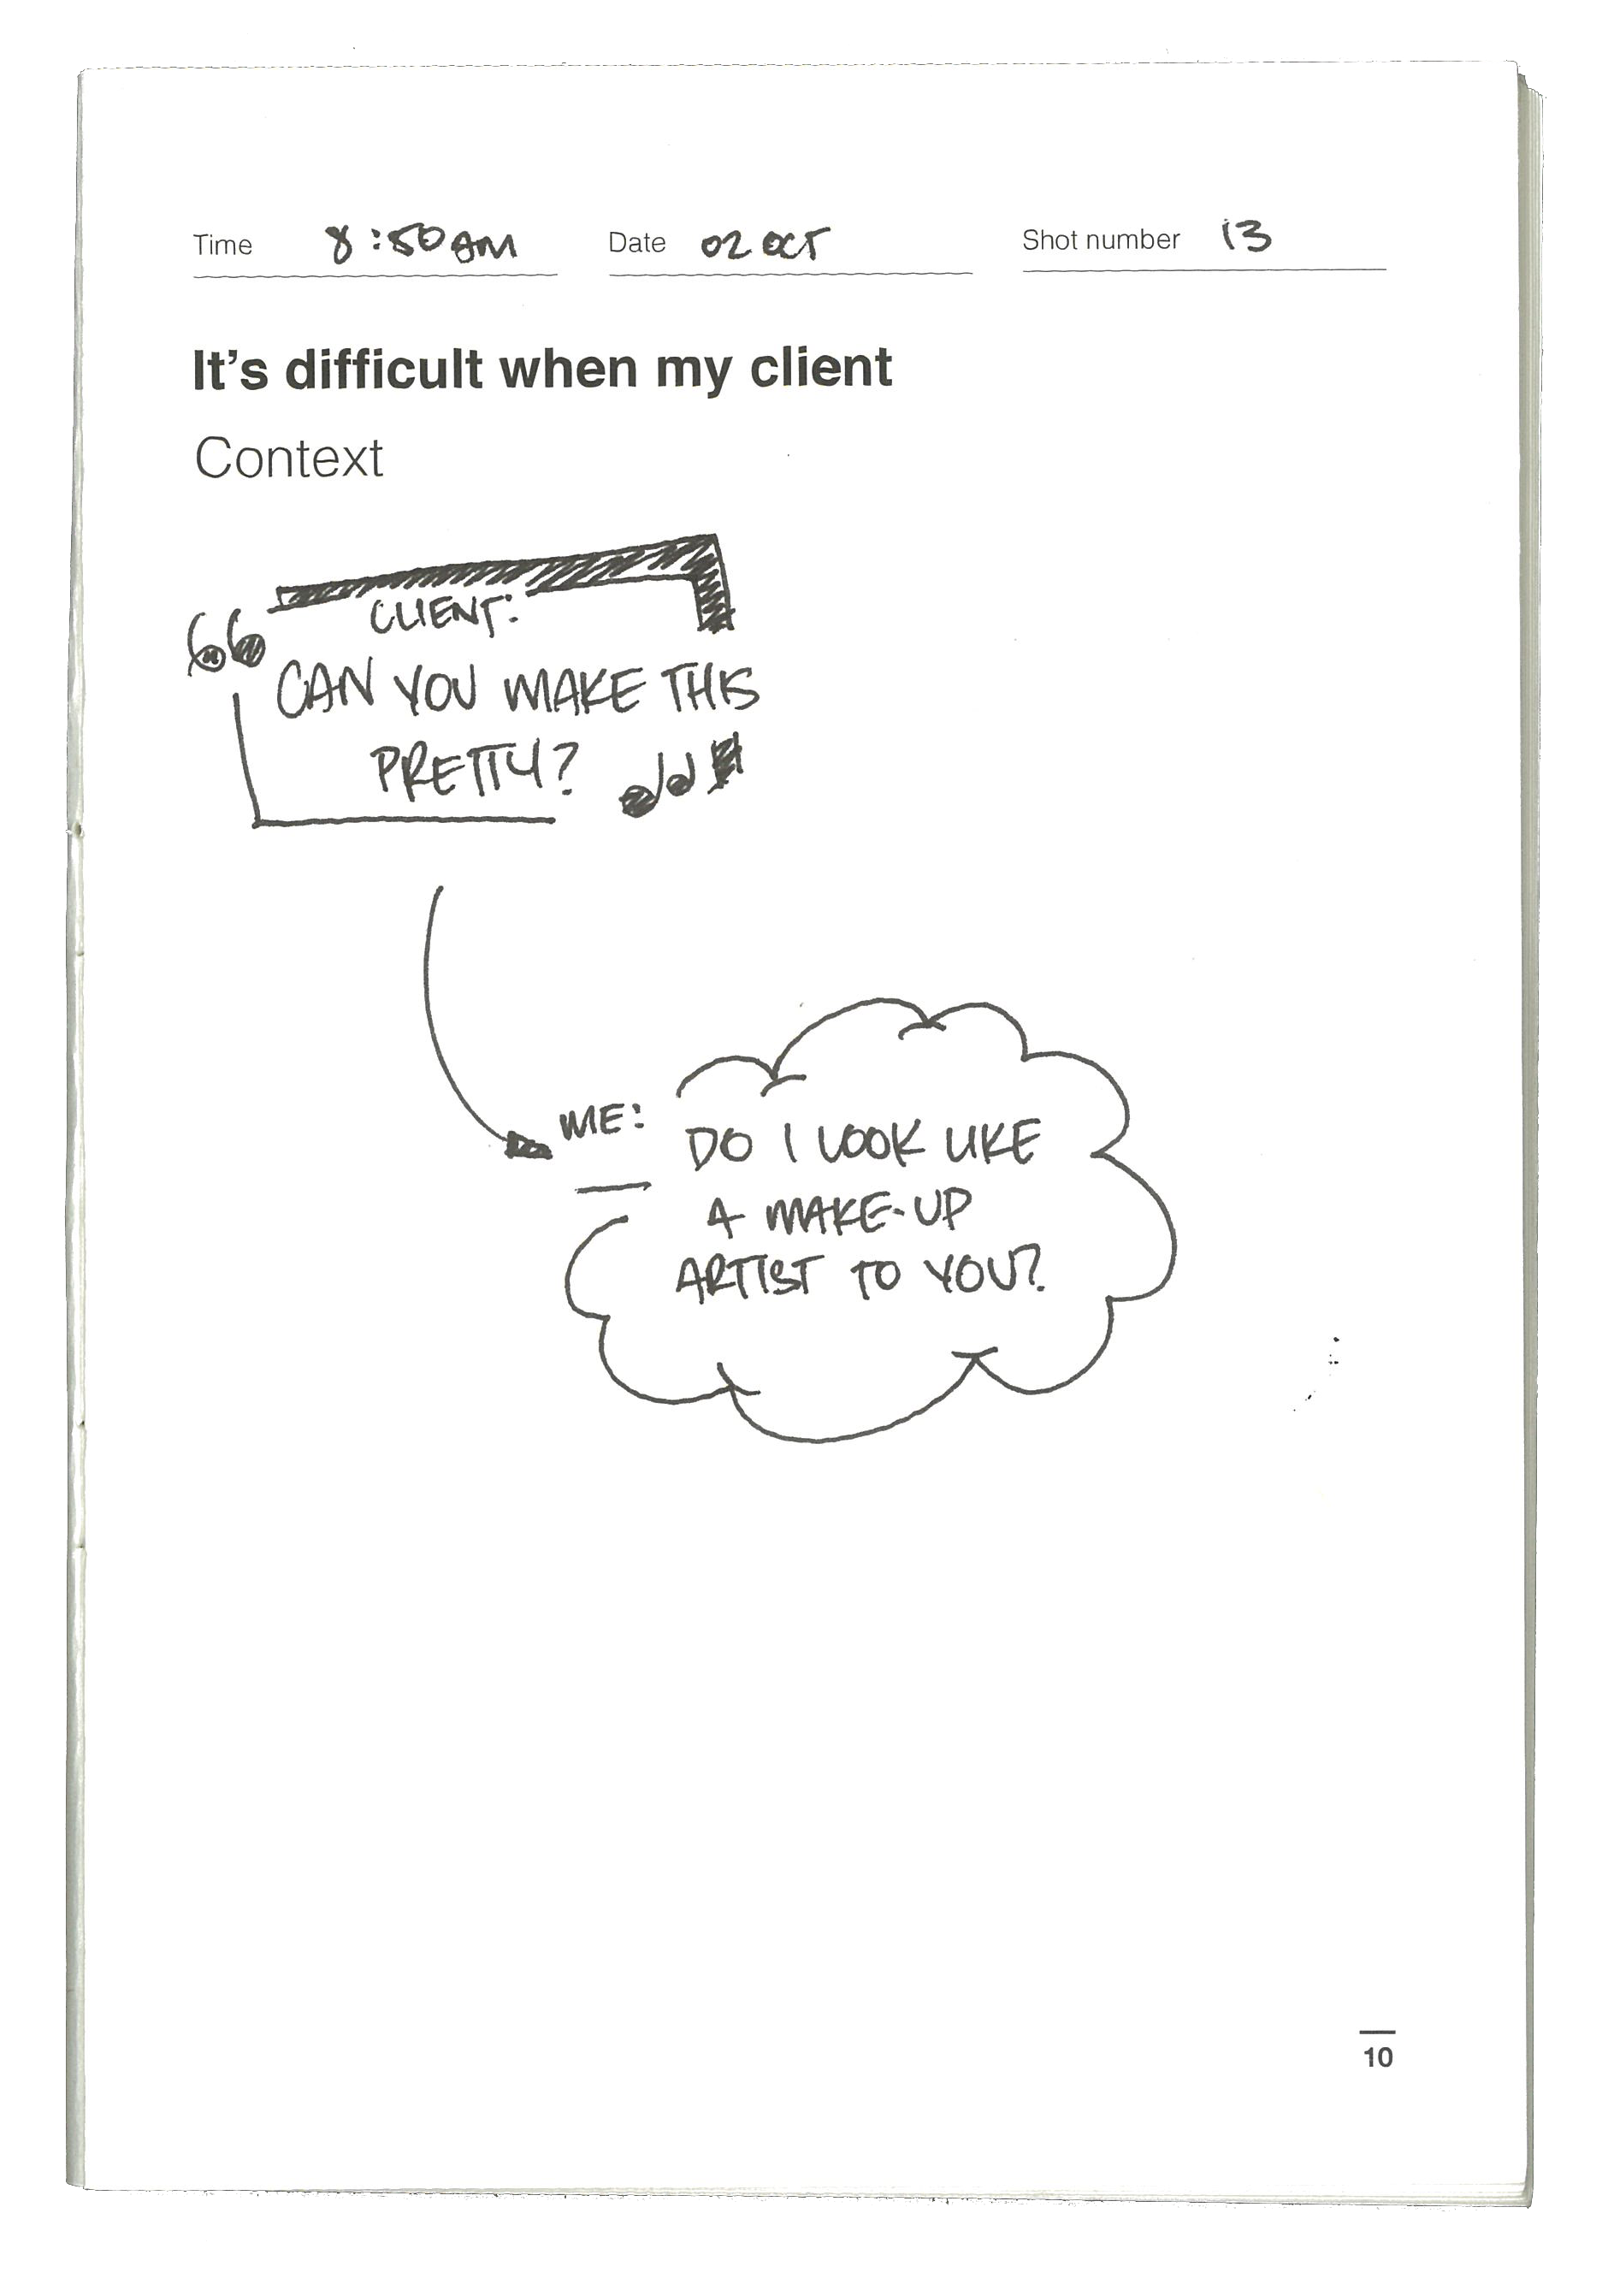 Time 8:50AM Date 02 OCT Shot number 13
It's difficult when my client
Context
CLIENT:
CAN YOU MAKE THIS
PRETTY?
ME:
DO I LOOK LIKE
A MAKE-UP
ARTIST TO YOU?
10